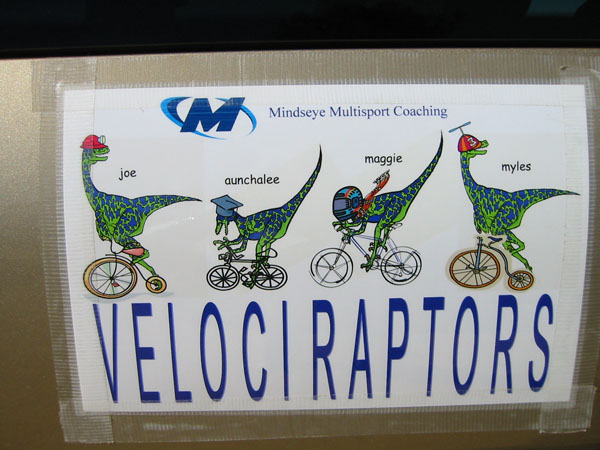 M Mindseye Multisport Coaching
joe
aunchalee
maggie
myles
VELOCIRAPTORS